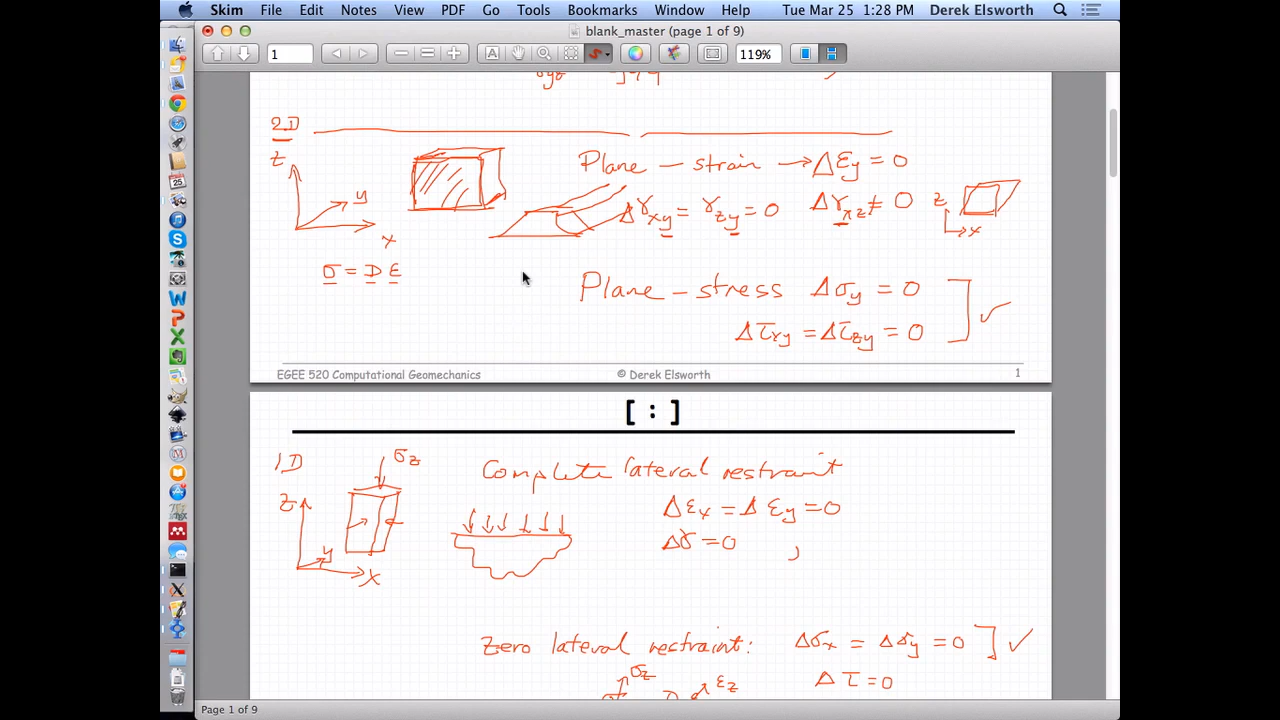 Skim File Edit Notes View PDF Go Tools Bookmarks Window Help Tue Mar 25 1:28 PM Derek Elsworth
blank_master (page 1 of 9)
1 119%
2D
Plane – strain → Δεy = 0
z y x
Δγxy = γzy = 0 Δγxz ≠ 0 z x
σ = D ε
Plane – stress Δσy = 0
Δτxy = Δτzy = 0
EGEE 520 Computational Geomechanics © Derek Elsworth 1
[ : ]
1D σz Complete lateral restraint
z y x
Δεx = Δεy = 0
Δγ = 0
Zero lateral restraint: Δσx = Δσy = 0
σz εz Δτ = 0
Page 1 of 9